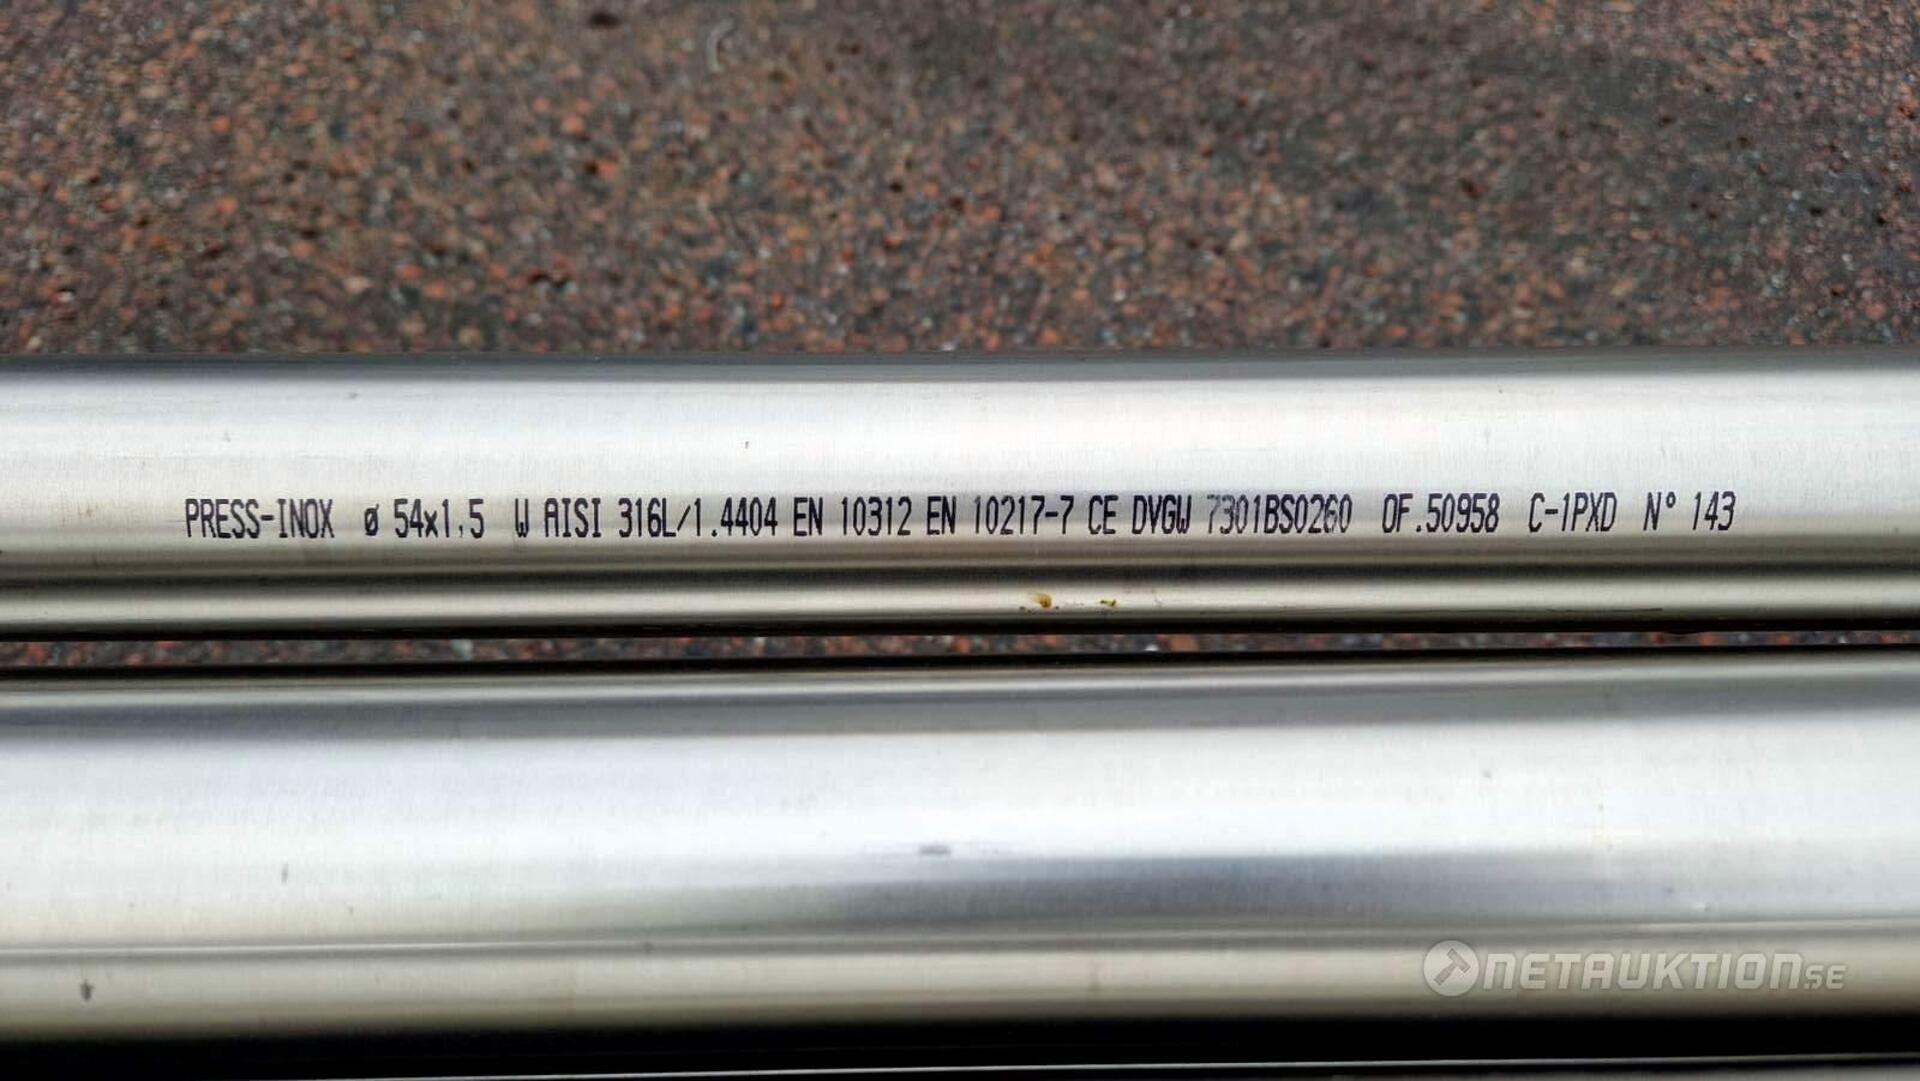 PRESS-INOX ø 54x1,5 W AISI 316L/1.4404 EN 10312 EN 10217-7 CE DVGW 7301BS0260 OF.50958 C-1PXD N° 143
NETAUKTION.SE